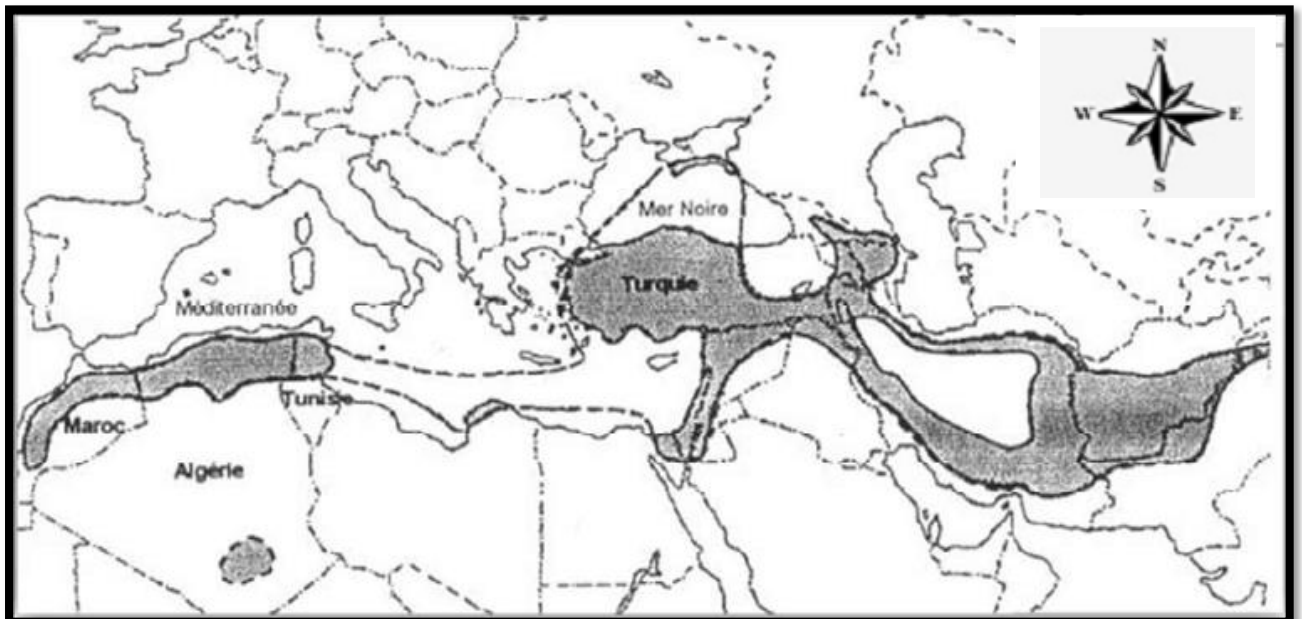 N
W E
S
Mer Noire
Turquie
Méditerranée
Tunisie
Maroc
Algérie